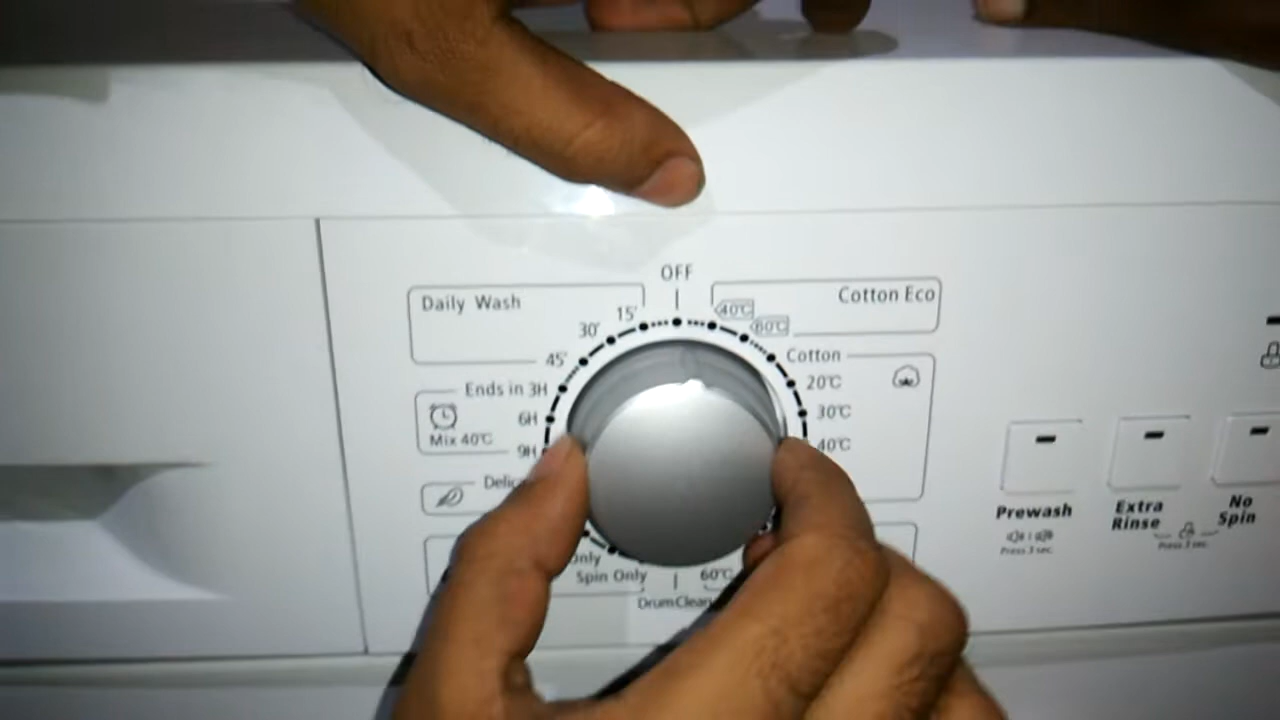 OFF
Daily Wash
15'
30'
45'
Cotton Eco
40℃
60℃
Cotton
20℃
30℃
40℃
Ends in 3H
6H
9H
Mix 40℃
Spin Only
60℃
Prewash
Press 3 sec.
Extra
Rinse
No
Spin
Press 3 sec.